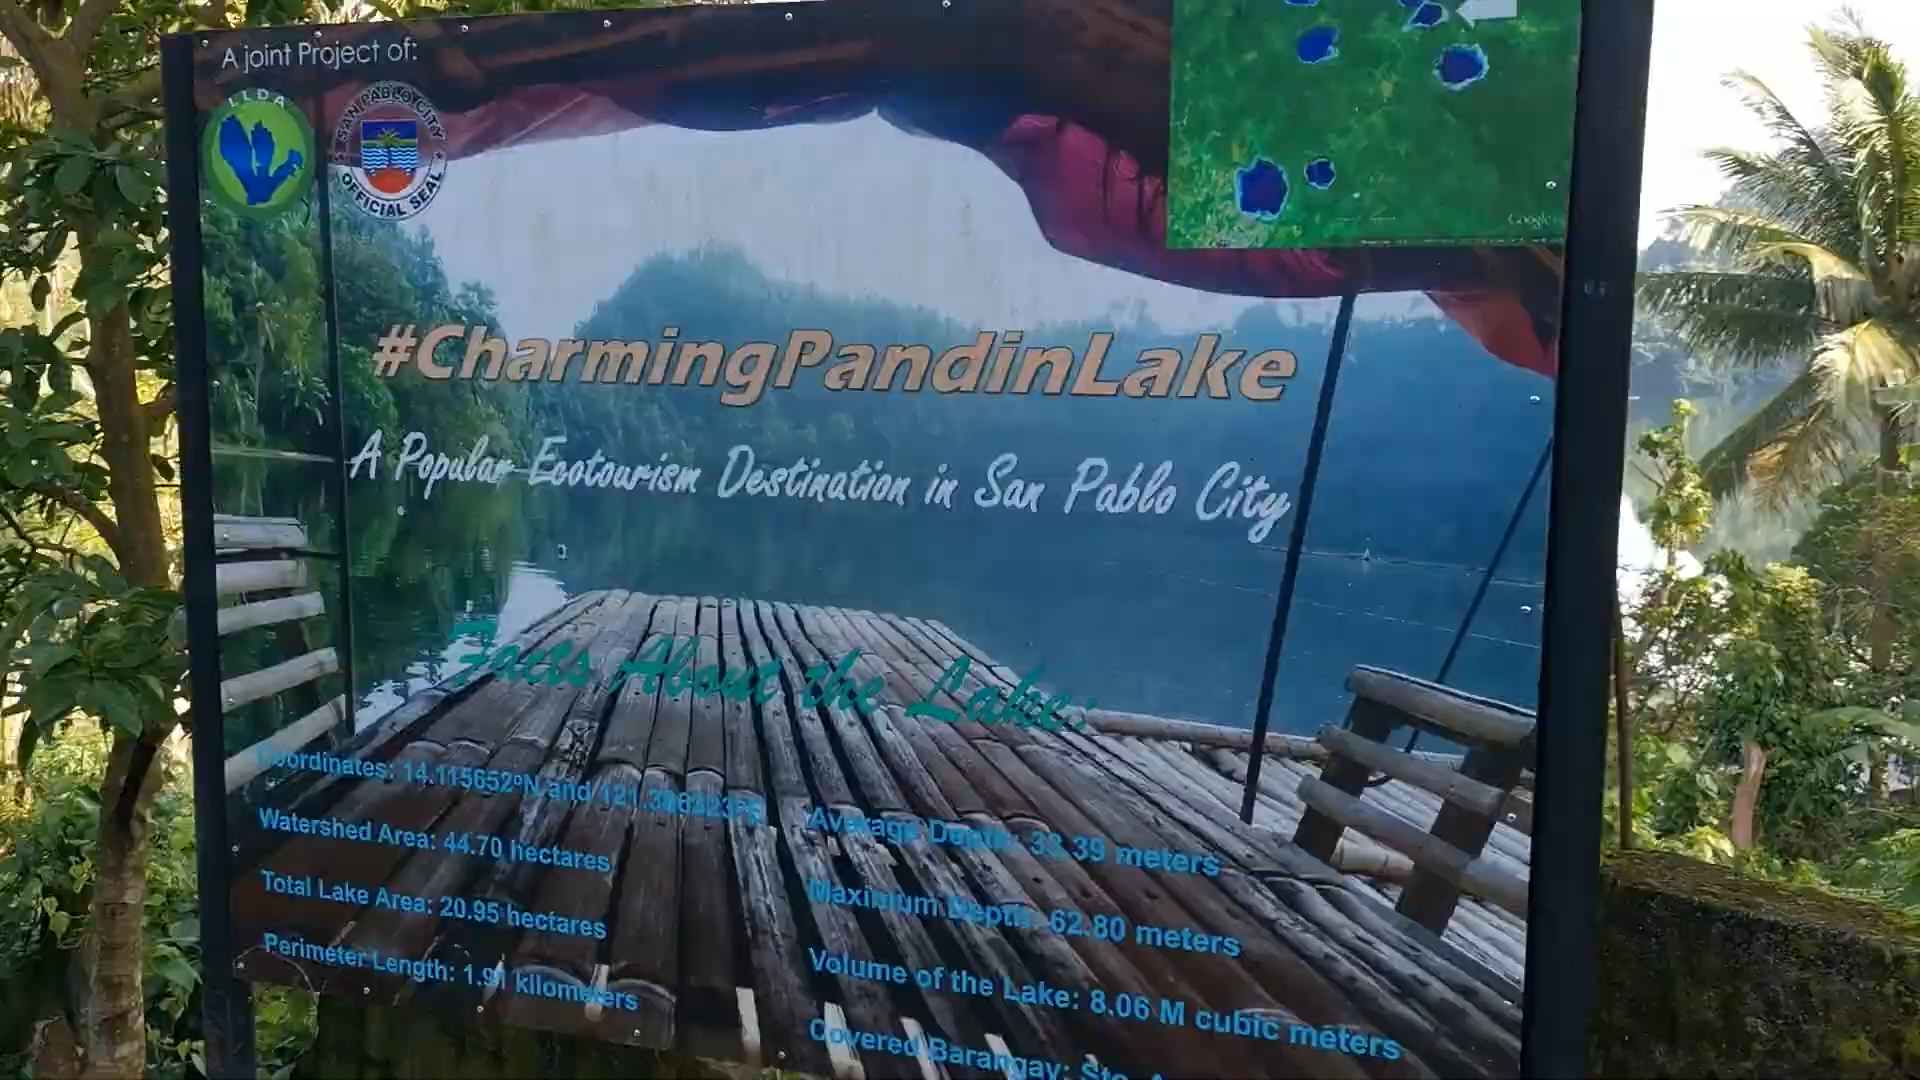 A joint Project of:
LLDA
SAN PABLO CITY
OFFICIAL SEAL
Google
#CharmingPandinLake
A Popular Ecotourism Destination in San Pablo City
Facts About the Lake:
Coordinates: 14.115652ºN and
Watershed Area: 44.70 hectares
Total Lake Area: 20.95 hectares
Perimeter Length: 1.91 kilometers
Average Depth: 33.39 meters
Maximum Depth: 62.80 meters
Volume of the Lake: 8.06 M cubic meters
Covered Barangay: Sto.